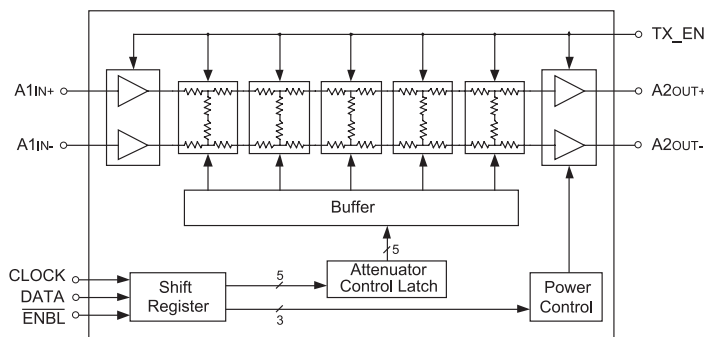 TX_EN
A1IN+
A2OUT+
A1IN-
A2OUT-
Buffer
5
CLOCK
DATA
ENBL
Shift
Register
5
3
Attenuator
Control Latch
Power
Control